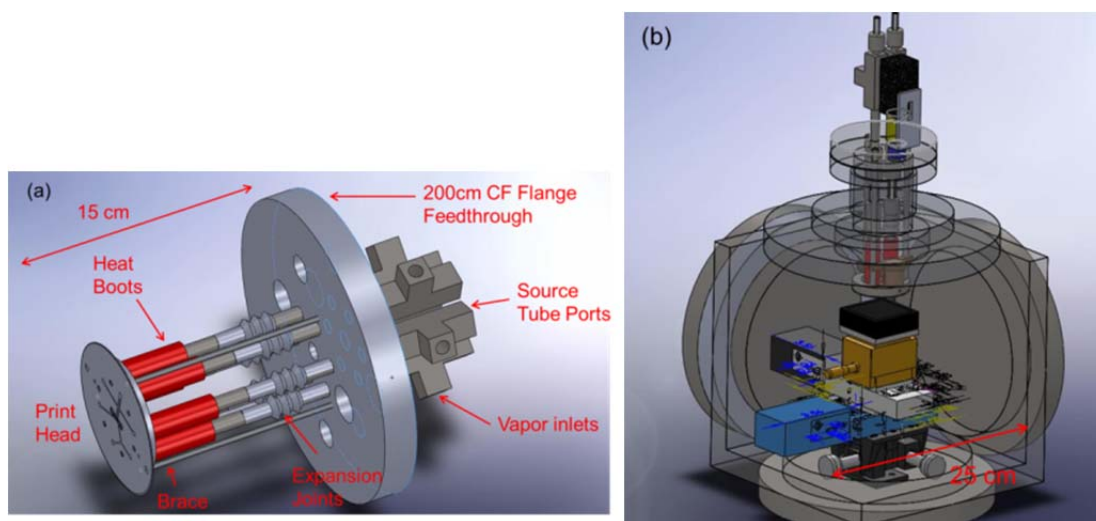 (a)
15 cm
200cm CF Flange
Feedthrough
Heat
Boots
Source
Tube Ports
Print
Head
Vapor inlets
Expansion
Joints
Brace
(b)
25 cm